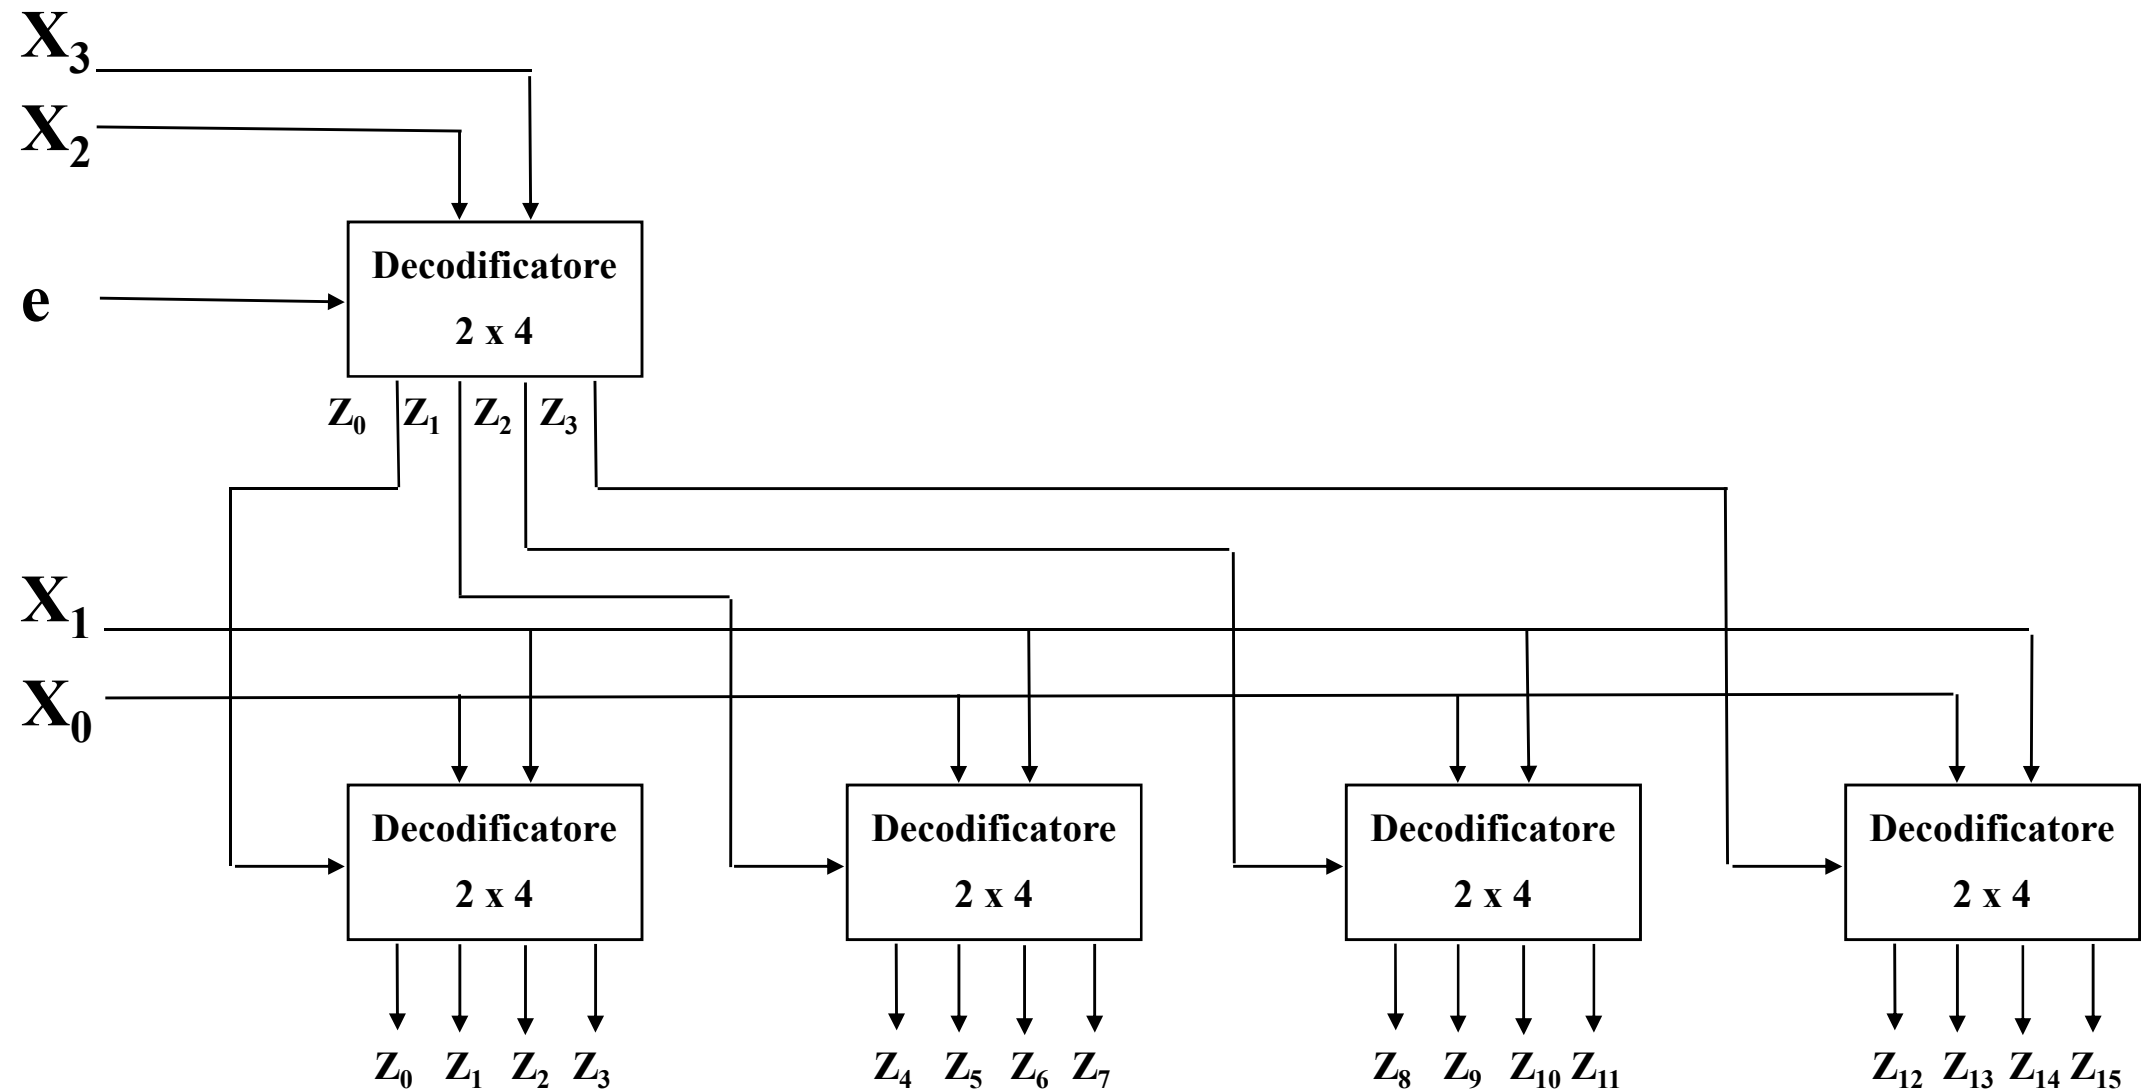 X₃
X₂
Decodificatore
e
2 x 4
Z₀ Z₁ Z₂ Z₃
X₁
X₀
Decodificatore Decodificatore Decodificatore Decodificatore
2 x 4 2 x 4 2 x 4 2 x 4
Z₀ Z₁ Z₂ Z₃ Z₄ Z₅ Z₆ Z₇ Z₈ Z₉ Z₁₀ Z₁₁ Z₁₂ Z₁₃ Z₁₄ Z₁₅